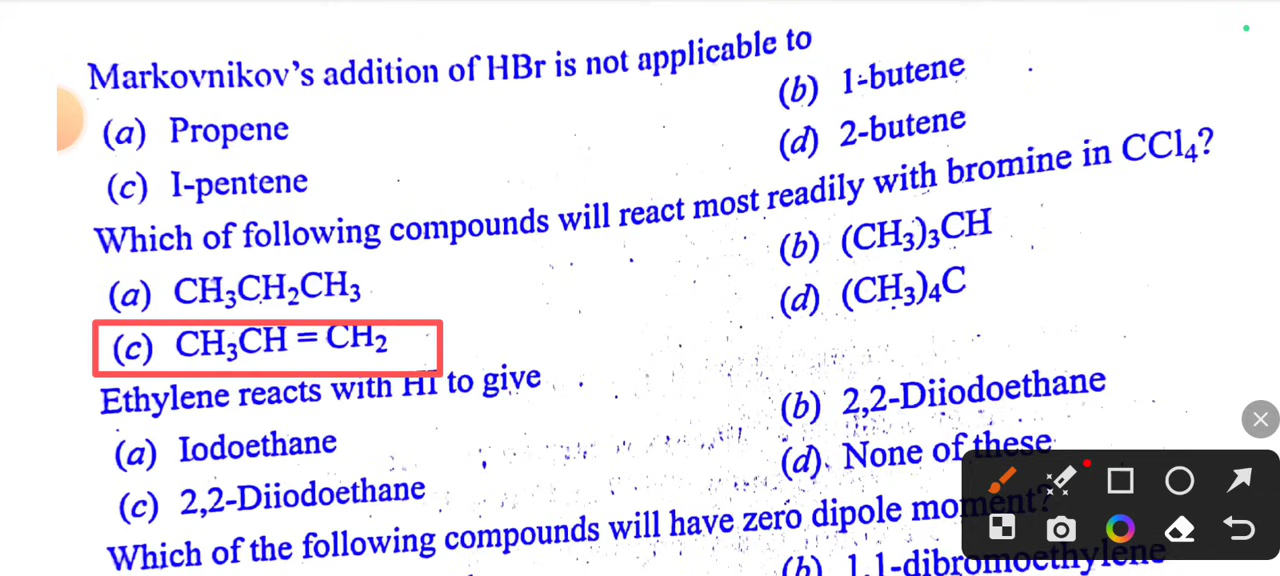 Markovnikov's addition of HBr is not applicable to
(a) Propene (b) 1-butene
(c) I-pentene (d) 2-butene
Which of following compounds will react most readily with bromine in CCl₄?
(a) CH₃CH₂CH₃ (b) (CH₃)₃CH
(c) CH₃CH = CH₂ (d) (CH₃)₄C
Ethylene reacts with HI to give
(a) Iodoethane (b) 2,2-Diiodoethane
(c) 2,2-Diiodoethane (d) None of these
Which of the following compounds will have zero dipole moment?
(b) 1,1-dibromoethylene